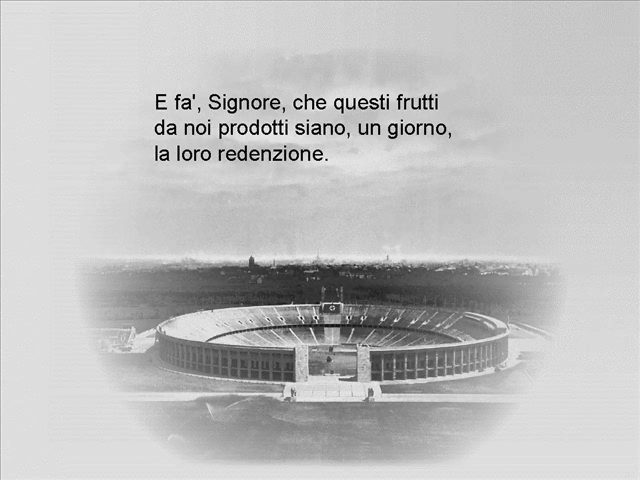 E fa', Signore, che questi frutti
da noi prodotti siano, un giorno,
la loro redenzione.